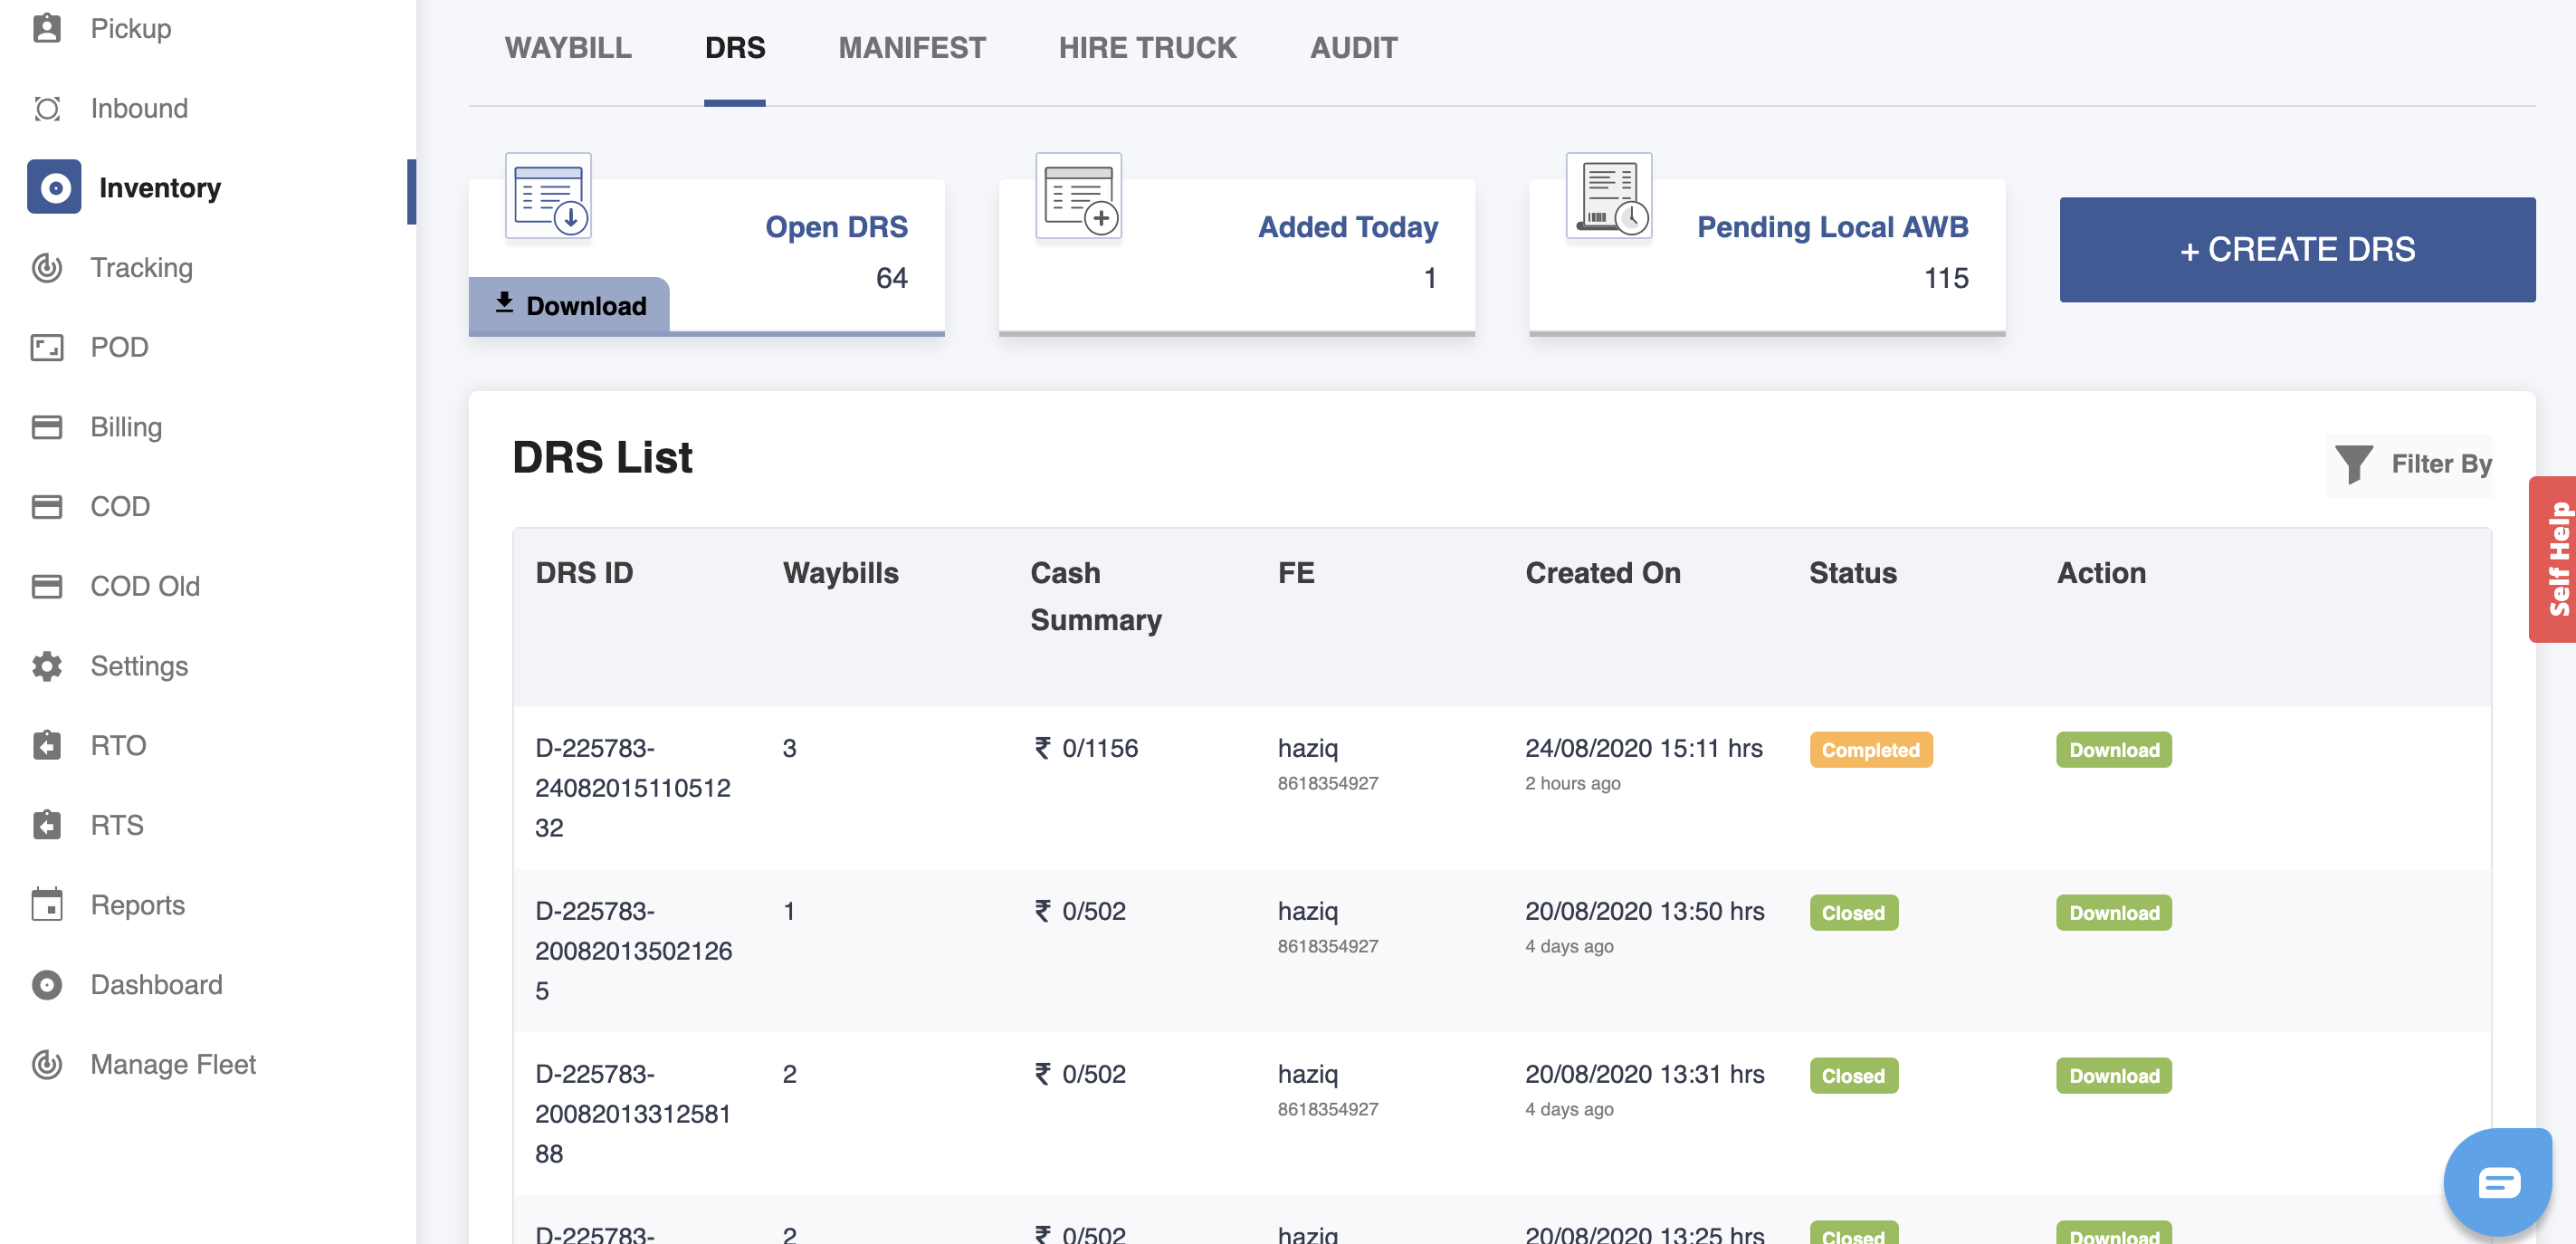 Pickup
Inbound
Inventory
Tracking
POD
Billing
COD
COD Old
Settings
RTO
RTS
Reports
Dashboard
Manage Fleet
WAYBILL DRS MANIFEST HIRE TRUCK AUDIT
Open DRS
64
Download
Added Today
1
Pending Local AWB
115
+ CREATE DRS
DRS List
Filter By
Self Help
DRS ID Waybills Cash Summary FE Created On Status Action
D-225783-
24082015110512
32
3
₹ 0/1156
haziq
8618354927
24/08/2020 15:11 hrs
2 hours ago
Completed
Download
D-225783-
20082013502126
5
1
₹ 0/502
haziq
8618354927
20/08/2020 13:50 hrs
4 days ago
Closed
Download
D-225783-
20082013312581
88
2
₹ 0/502
haziq
8618354927
20/08/2020 13:31 hrs
4 days ago
Closed
Download
D-225783-
2
₹ 0/502
haziq
20/08/2020 13:25 hrs
Closed
Download